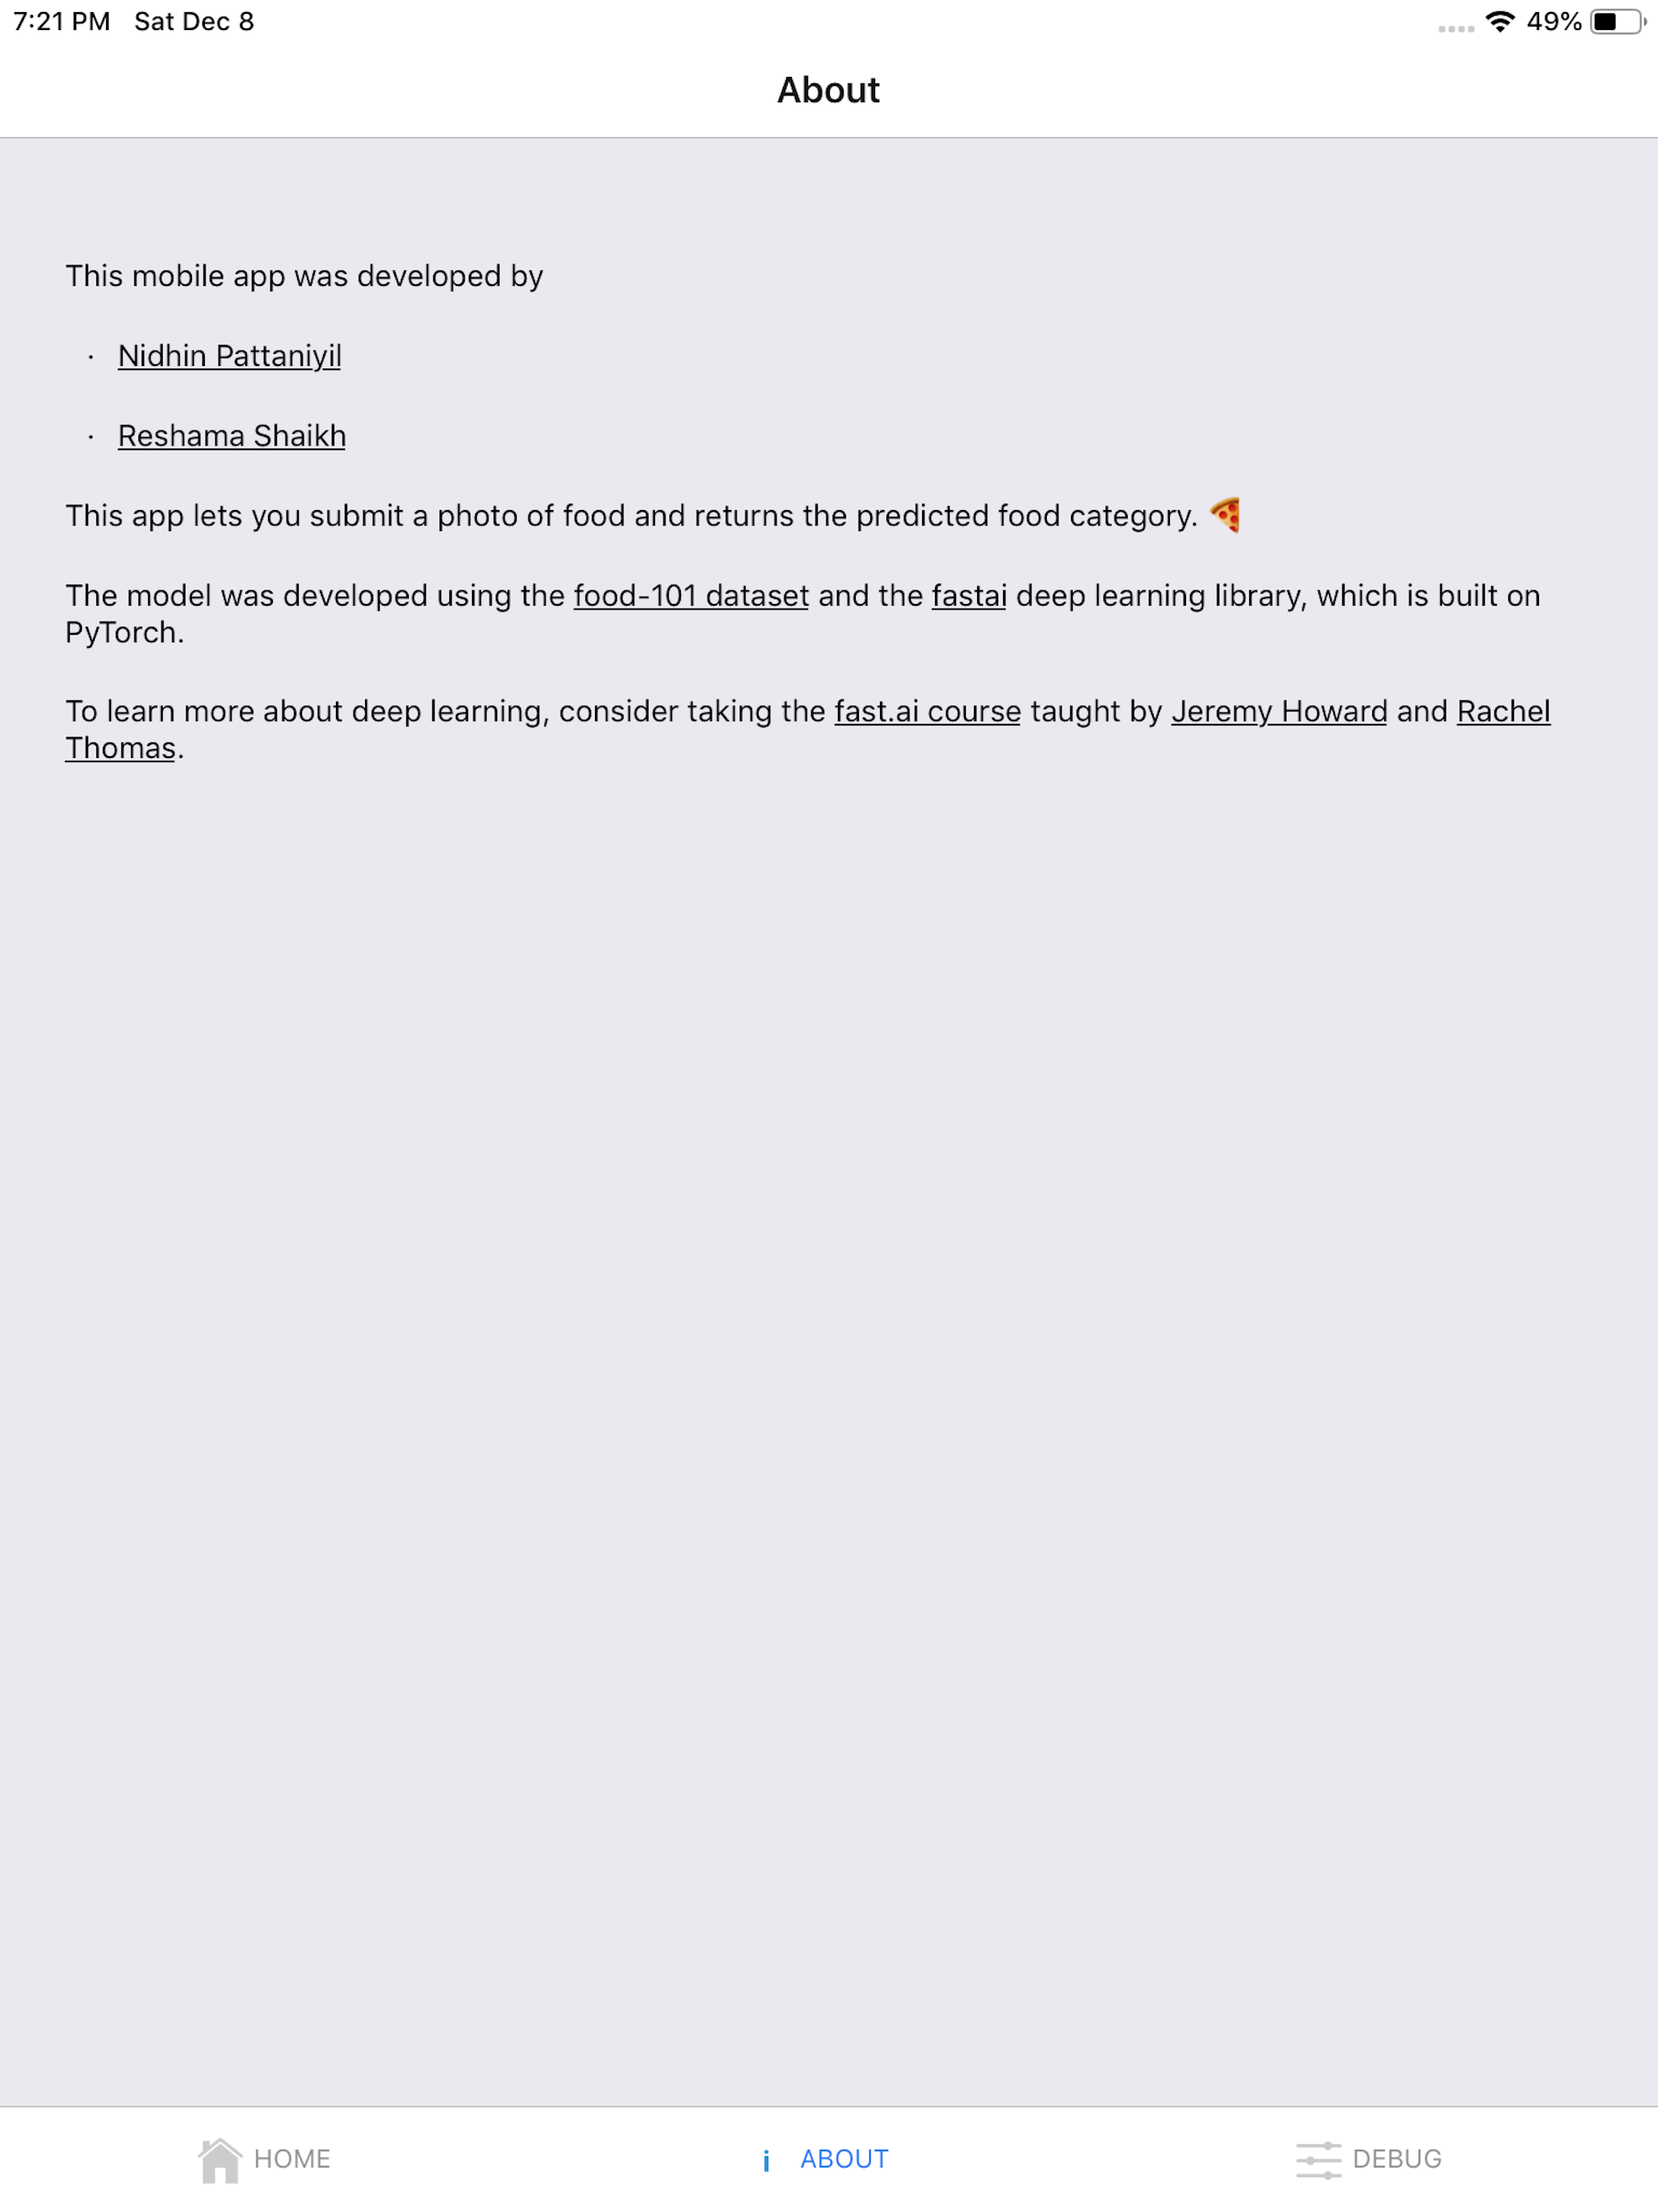 7:21 PM Sat Dec 8 49%
About
This mobile app was developed by
· Nidhin Pattaniyil
· Reshama Shaikh
This app lets you submit a photo of food and returns the predicted food category. 🍕
The model was developed using the food-101 dataset and the fastai deep learning library, which is built on
PyTorch.
To learn more about deep learning, consider taking the fast.ai course taught by Jeremy Howard and Rachel
Thomas.
HOME i ABOUT DEBUG